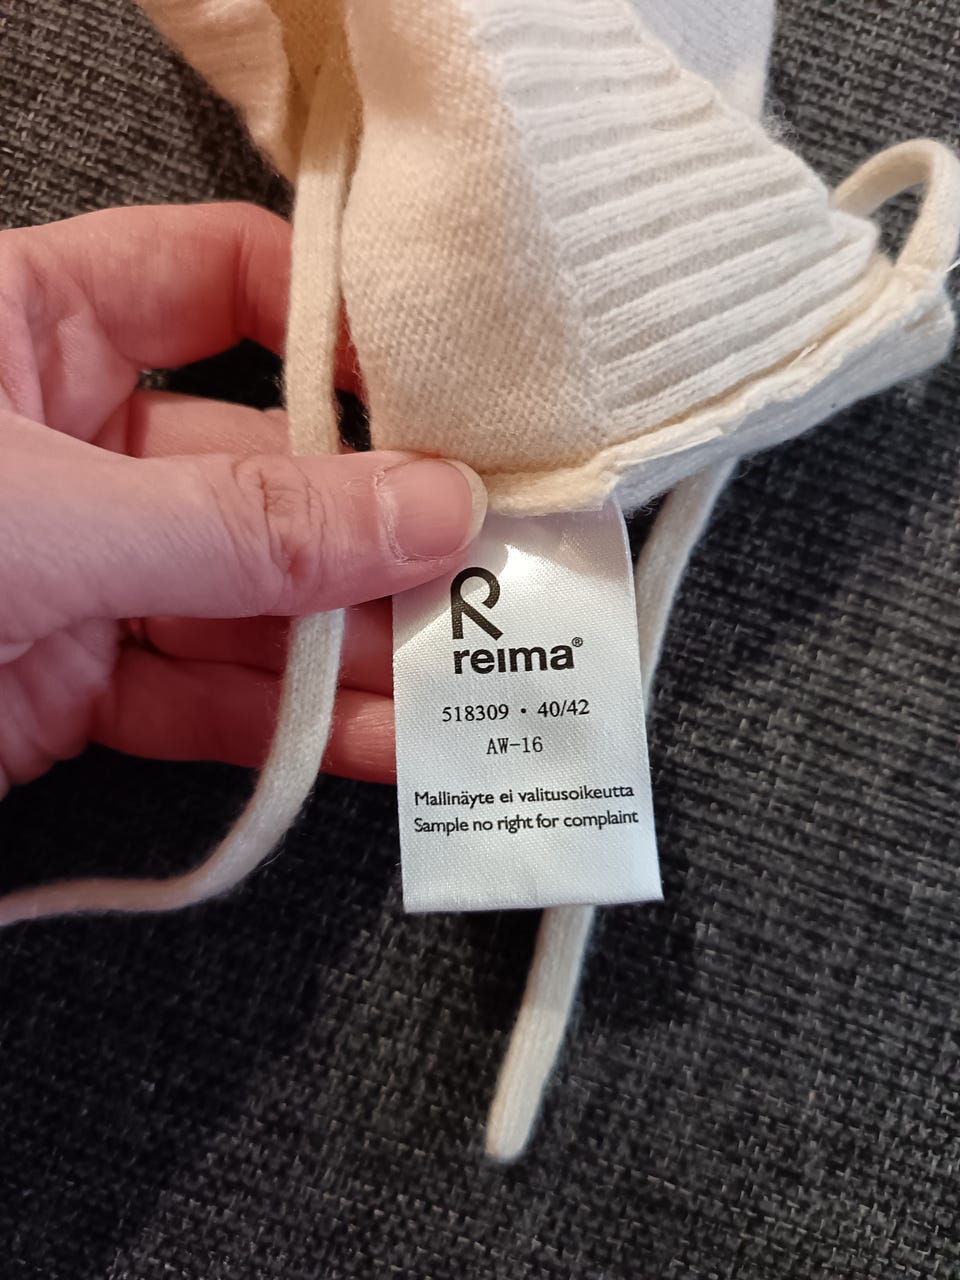 reima®
518309 • 40/42
AW-16
Mallinäyte ei valitusoikeutta
Sample no right for complaint